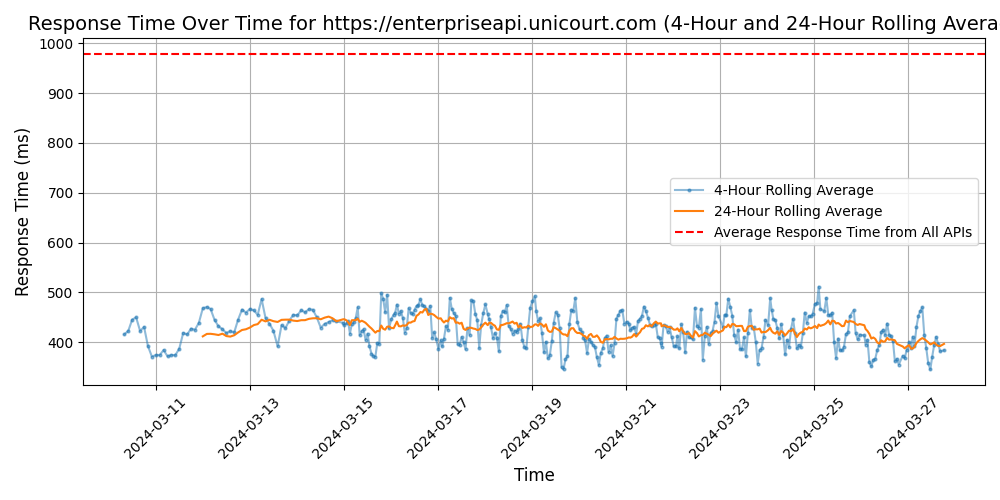 Response Time Over Time for https://enterpriseapi.unicourt.com (4-Hour and 24-Hour Rolling Avera
Response Time (ms)
1000
900
800
700
600
500
400
4-Hour Rolling Average
24-Hour Rolling Average
Average Response Time from All APIs
2024-03-11
2024-03-13
2024-03-15
2024-03-17
2024-03-19
2024-03-21
2024-03-23
2024-03-25
2024-03-27
Time